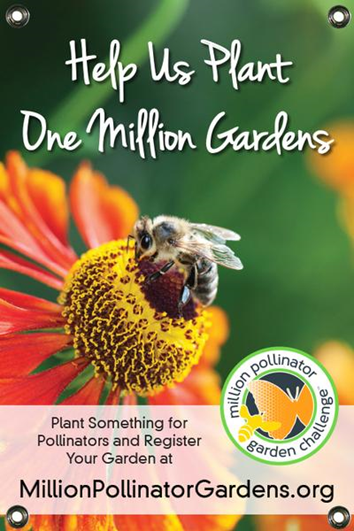 Help Us Plant
One Million Gardens
million pollinator
garden challenge
Plant Something for
Pollinators and Register
Your Garden at
MillionPollinatorGardens.org